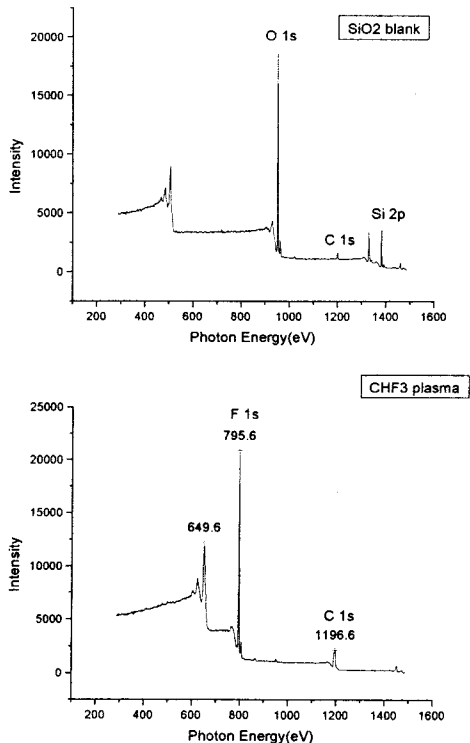 SiO2 blank
O 1s
C 1s
Si 2p
Intensity
20000
15000
10000
5000
0
200 400 600 800 1000 1200 1400 1600
Photon Energy(eV)
CHF3 plasma
F 1s
795.6
649.6
C 1s
1196.6
Intensity
25000
20000
15000
10000
5000
0
200 400 600 800 1000 1200 1400 1600
Photon Energy(eV)